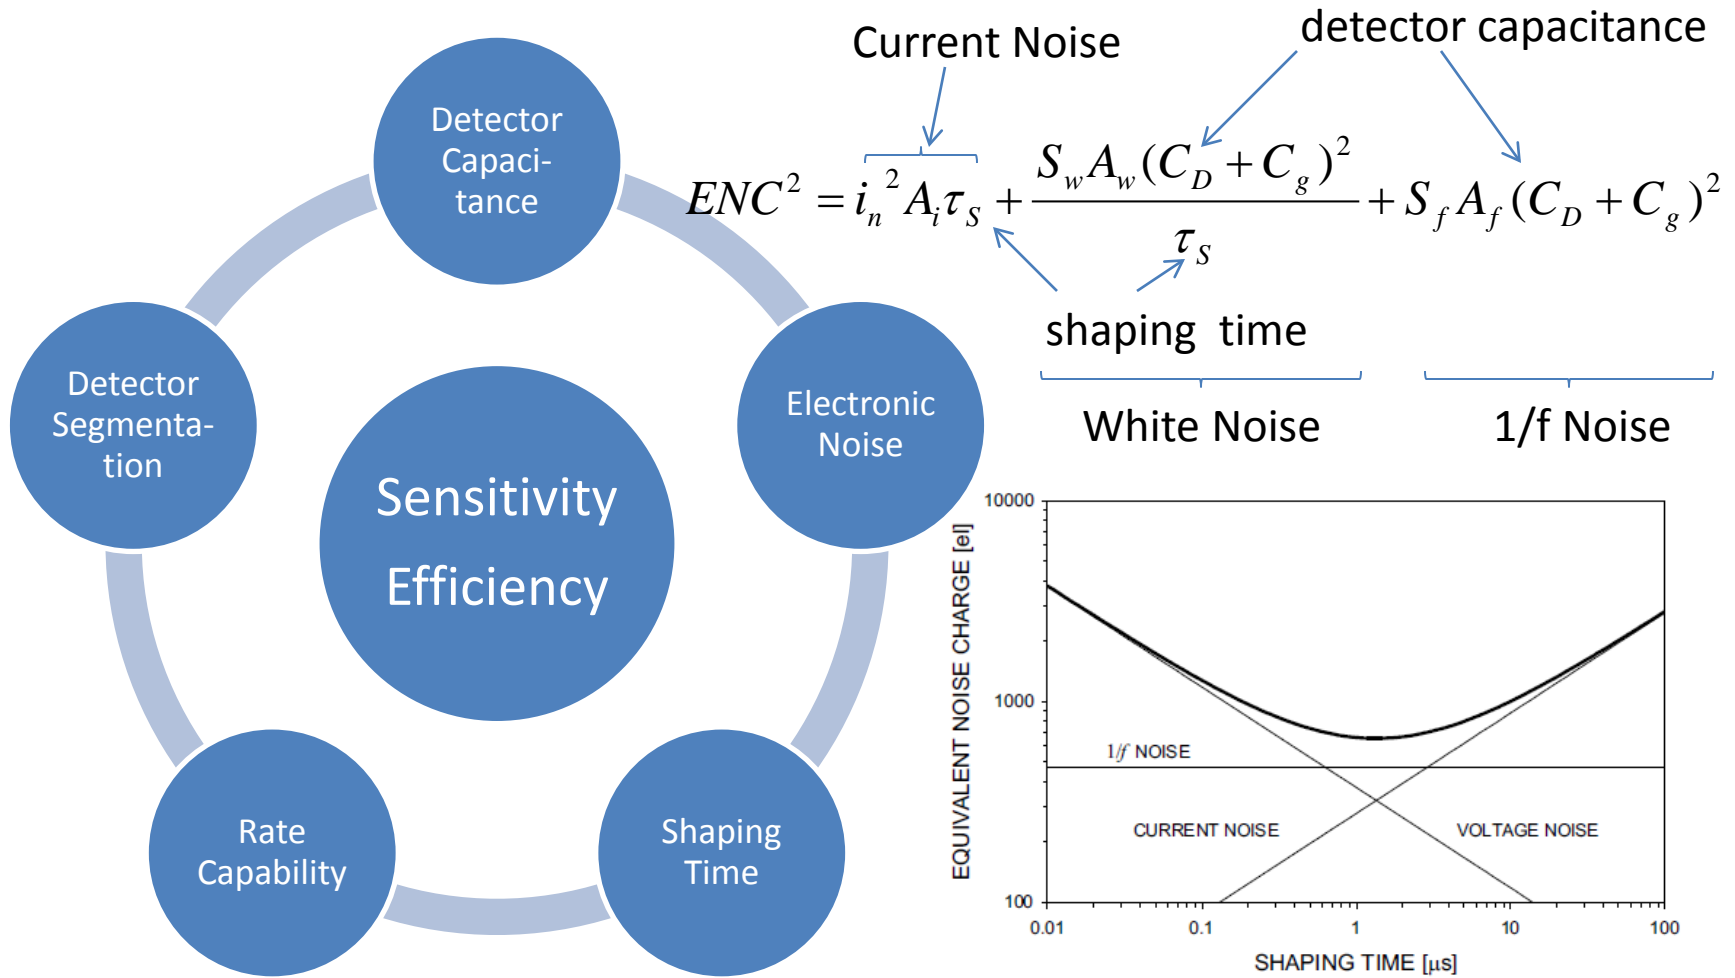 Detector
Capaci-
tance
Electronic
Noise
Shaping
Time
Rate
Capability
Detector
Segmenta-
tion
Sensitivity
Efficiency
Current Noise
detector capacitance
ENC² = iₙ² Aᵢ τ_S + S_w A_w (C_D + C_g)² / τ_S + S_f A_f (C_D + C_g)²
shaping time
White Noise
1/f Noise
EQUIVALENT NOISE CHARGE [el]
10000
1000
100
1/f NOISE
CURRENT NOISE
VOLTAGE NOISE
0.01 0.1 1 10 100
SHAPING TIME [µs]